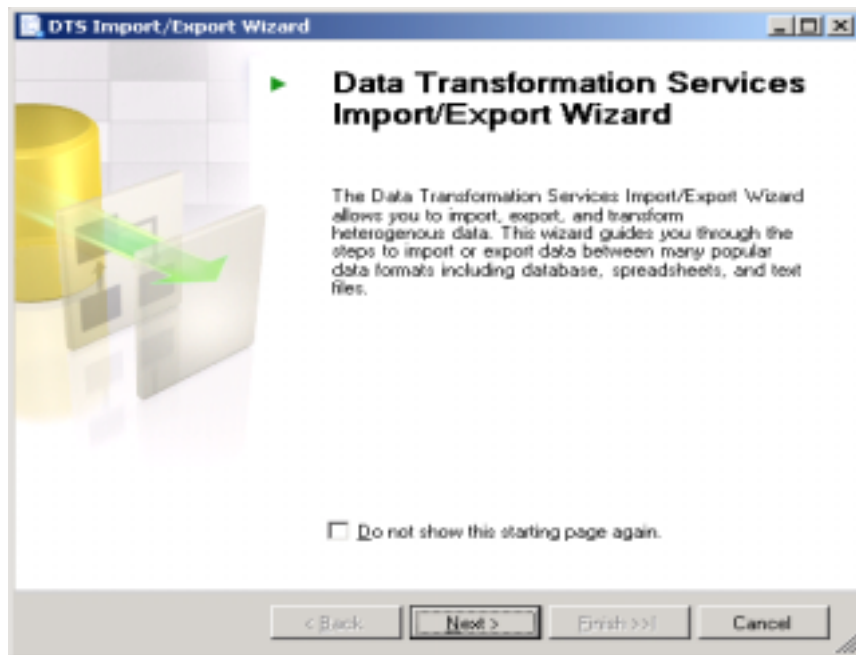 DTS Import/Export Wizard
Data Transformation Services
Import/Export Wizard
The Data Transformation Services Import/Export Wizard
allows you to import, export, and transform
heterogenous data. This wizard guides you through the
steps to import or export data between many popular
data formats including database, spreadsheets, and text
files.
Do not show this starting page again.
< Back Next > Finish >>| Cancel